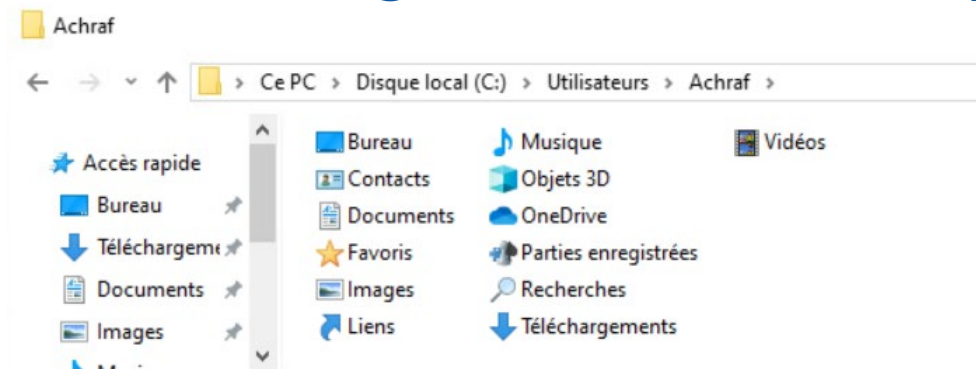 Achraf
Ce PC > Disque local (C:) > Utilisateurs > Achraf >
Accès rapide
Bureau
Téléchargeme
Documents
Images
Bureau
Contacts
Documents
Favoris
Images
Liens
Musique
Objets 3D
OneDrive
Parties enregistrées
Recherches
Téléchargements
Vidéos